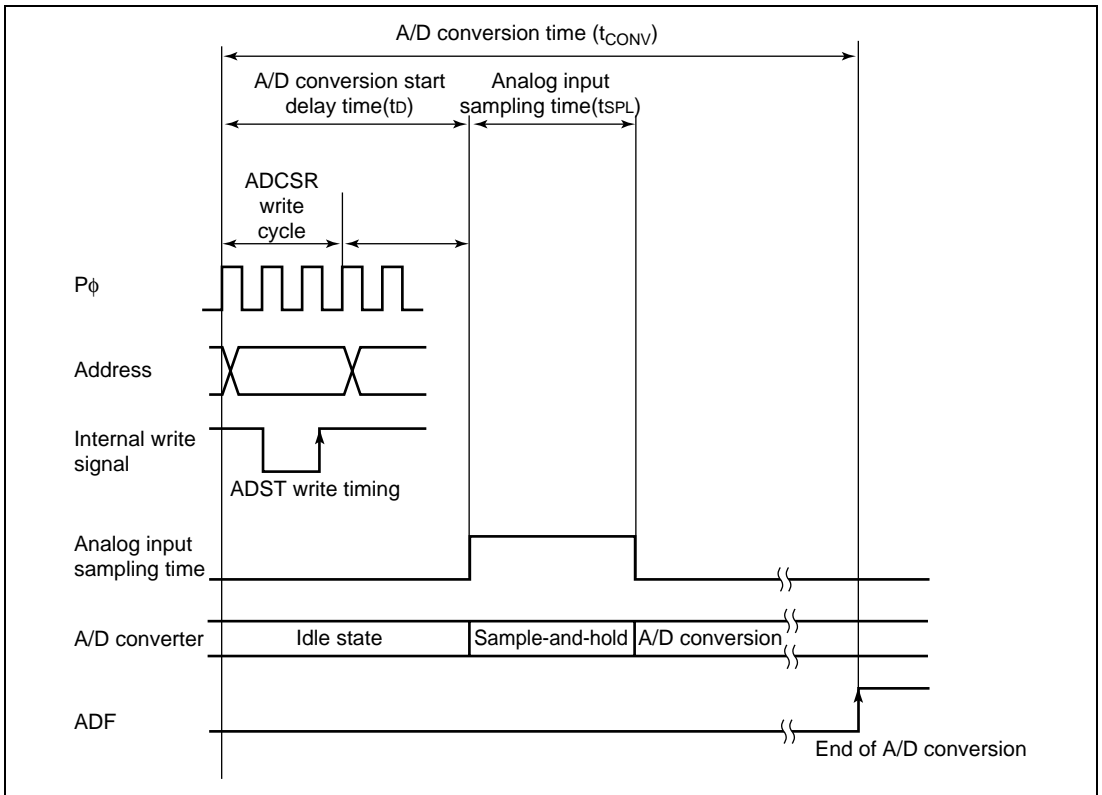 A/D conversion time (tCONV)
A/D conversion start
delay time(tD)
Analog input
sampling time(tSPL)
ADCSR
write
cycle
Pϕ
Address
Internal write
signal
ADST write timing
Analog input
sampling time
A/D converter
Idle state
Sample-and-hold
A/D conversion
ADF
End of A/D conversion